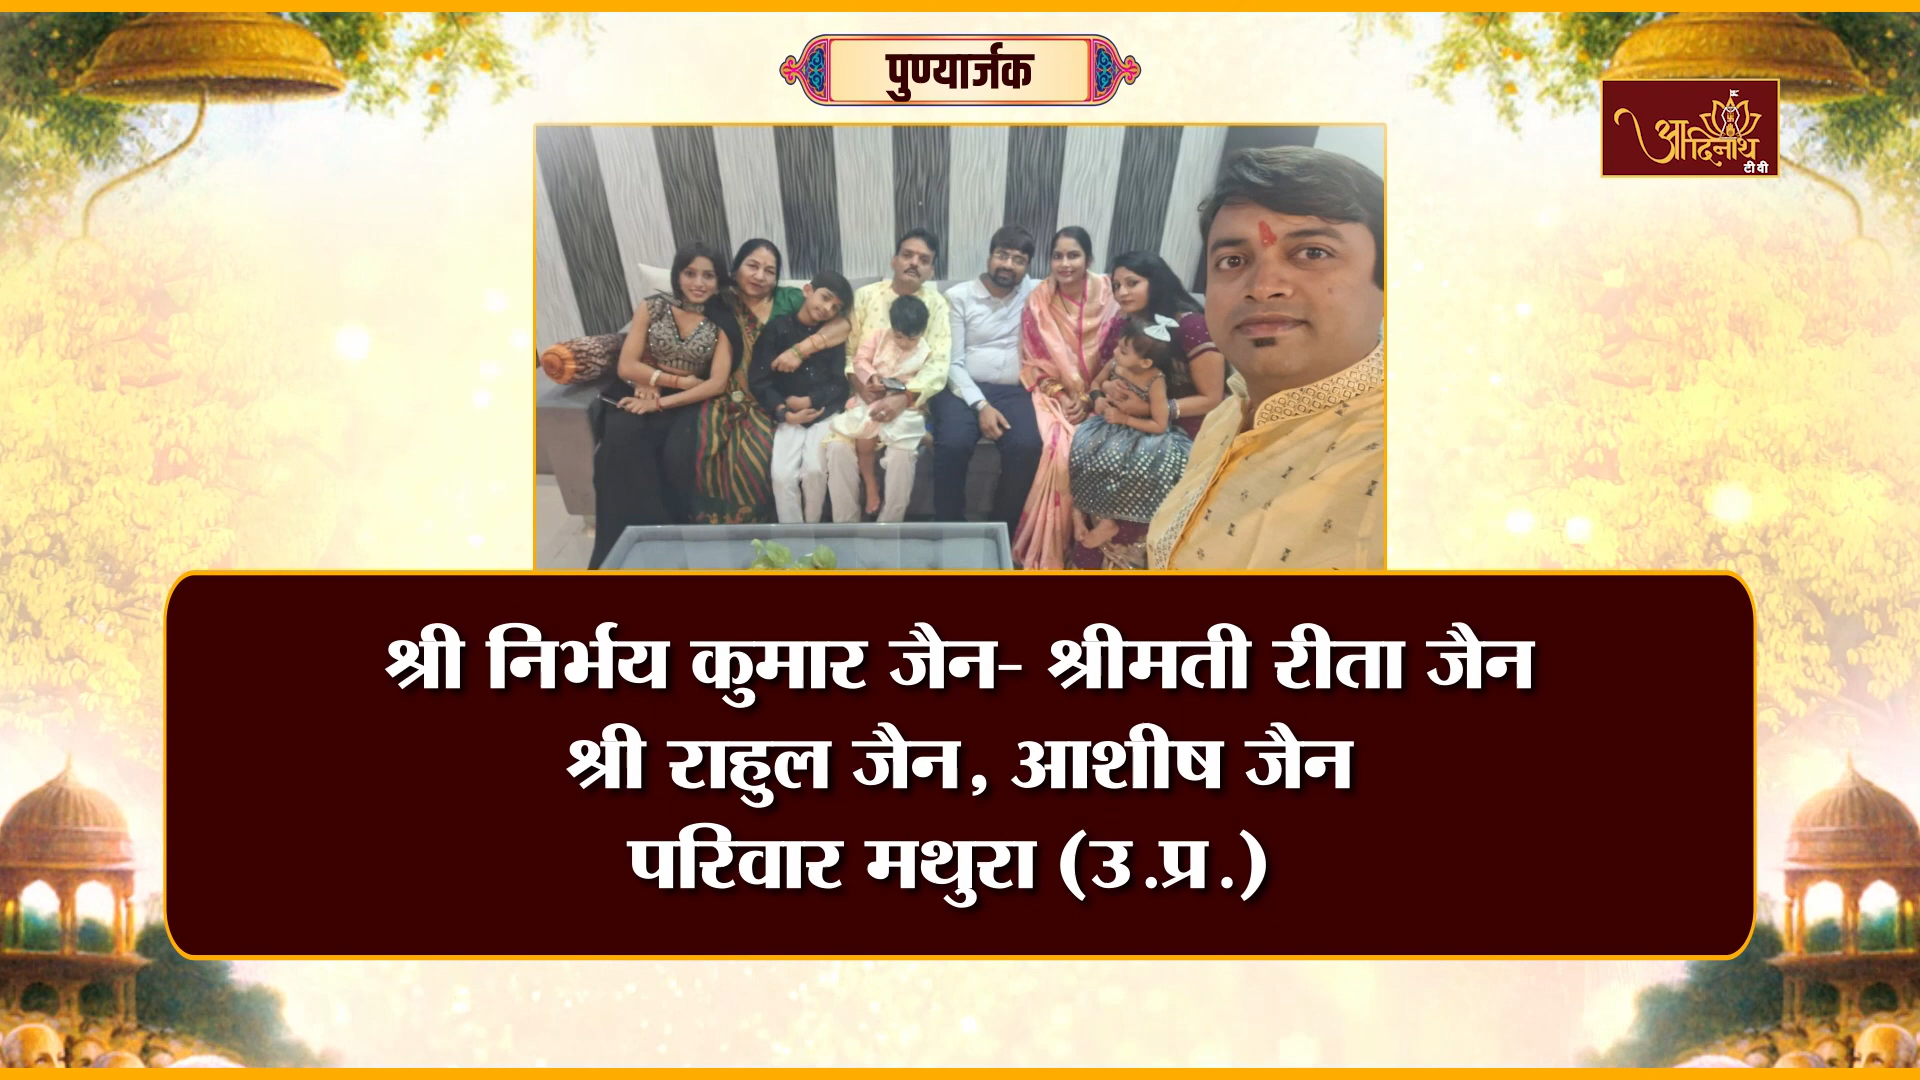 पुण्यार्जक
आदिनाथ
टी वी
श्री निर्भय कुमार जैन- श्रीमती रीता जैन
श्री राहुल जैन, आशीष जैन
परिवार मथुरा (उ.प्र.)